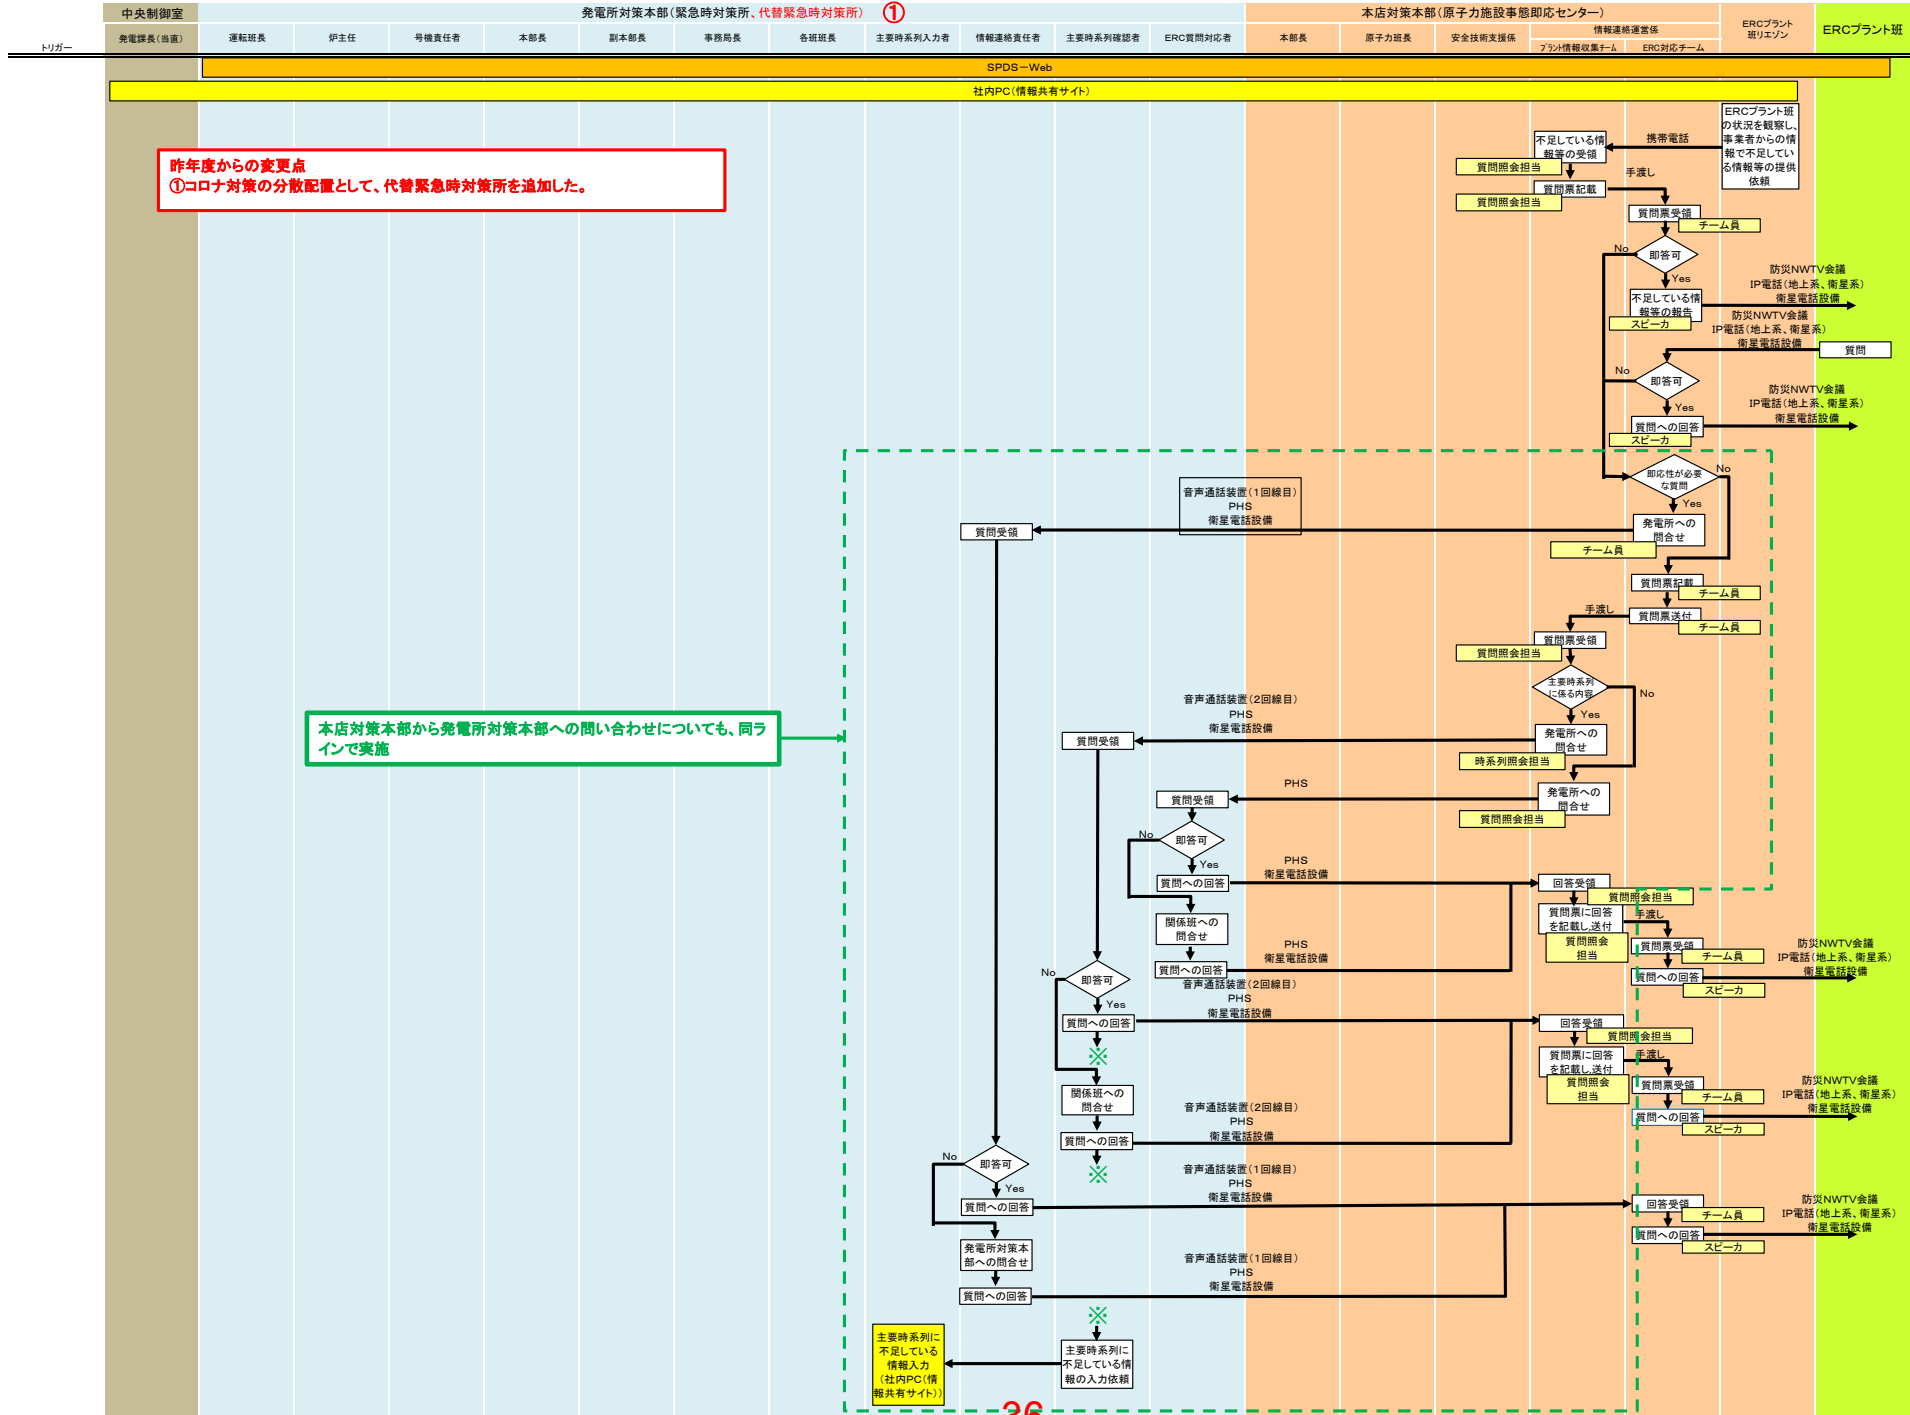 中央制御室
発電所対策本部(緊急時対策所、代替緊急時対策所)
①
本店対策本部(原子力施設事態即応センター)
ERCプラント
班リエゾン
ERCプラント班
トリガー
発電課長(当直)
運転班長
炉主任
号機責任者
本部長
副本部長
事務局長
各班班長
主要時系列入力者
情報連絡責任者
主要時系列確認者
ERC質問対応者
本部長
原子力班長
安全技術支援係
情報連絡運営係
プラント情報収集チーム
ERC対応チーム
SPDS－Web
社内PC(情報共有サイト)
昨年度からの変更点
①コロナ対策の分散配置として、代替緊急時対策所を追加した。
ERCプラント班
の状況を観察し、
事業者からの情
報で不足してい
る情報等の提供
依頼
携帯電話
不足している情
報等の受領
質問照会担当
手渡し
質問票記載
質問照会担当
質問票受領
チーム員
No
即答可
Yes
不足している情
報等の報告
スピーカ
防災NWTV会議
IP電話(地上系、衛星系)
衛星電話設備
防災NWTV会議
IP電話(地上系、衛星系)
衛星電話設備
質問
No
即答可
Yes
質問への回答
スピーカ
防災NWTV会議
IP電話(地上系、衛星系)
衛星電話設備
即応性が必要
な質問
No
Yes
音声通話装置(1回線目)
PHS
衛星電話設備
質問受領
発電所への
問合せ
チーム員
質問票記載
チーム員
手渡し
質問票送付
チーム員
質問票受領
質問照会担当
主要時系列
に係る内容
No
Yes
本店対策本部から発電所対策本部への問い合わせについても、同ラ
インで実施
音声通話装置(2回線目)
PHS
衛星電話設備
質問受領
発電所への
問合せ
時系列照会担当
PHS
質問受領
発電所への
問合せ
質問照会担当
No
即答可
Yes
質問への回答
PHS
衛星電話設備
回答受領
質問照会担当
関係班への
問合せ
質問票に回答
を記載し送付
手渡し
質問照会
担当
質問票受領
チーム員
質問への回答
PHS
衛星電話設備
質問への回答
スピーカ
防災NWTV会議
IP電話(地上系、衛星系)
衛星電話設備
No
即答可
Yes
質問への回答
音声通話装置(2回線目)
PHS
衛星電話設備
回答受領
質問照会担当
※
質問票に回答
を記載し送付
手渡し
質問照会
担当
質問票受領
チーム員
関係班への
問合せ
質問への回答
音声通話装置(2回線目)
PHS
衛星電話設備
質問への回答
スピーカ
防災NWTV会議
IP電話(地上系、衛星系)
衛星電話設備
※
No
即答可
Yes
質問への回答
音声通話装置(1回線目)
PHS
衛星電話設備
回答受領
チーム員
質問への回答
スピーカ
防災NWTV会議
IP電話(地上系、衛星系)
衛星電話設備
発電所対策本
部への問合せ
質問への回答
音声通話装置(1回線目)
PHS
衛星電話設備
※
主要時系列に
不足している情
報の入力依頼
主要時系列に
不足している
情報入力
(社内PC(情
報共有サイト))
36